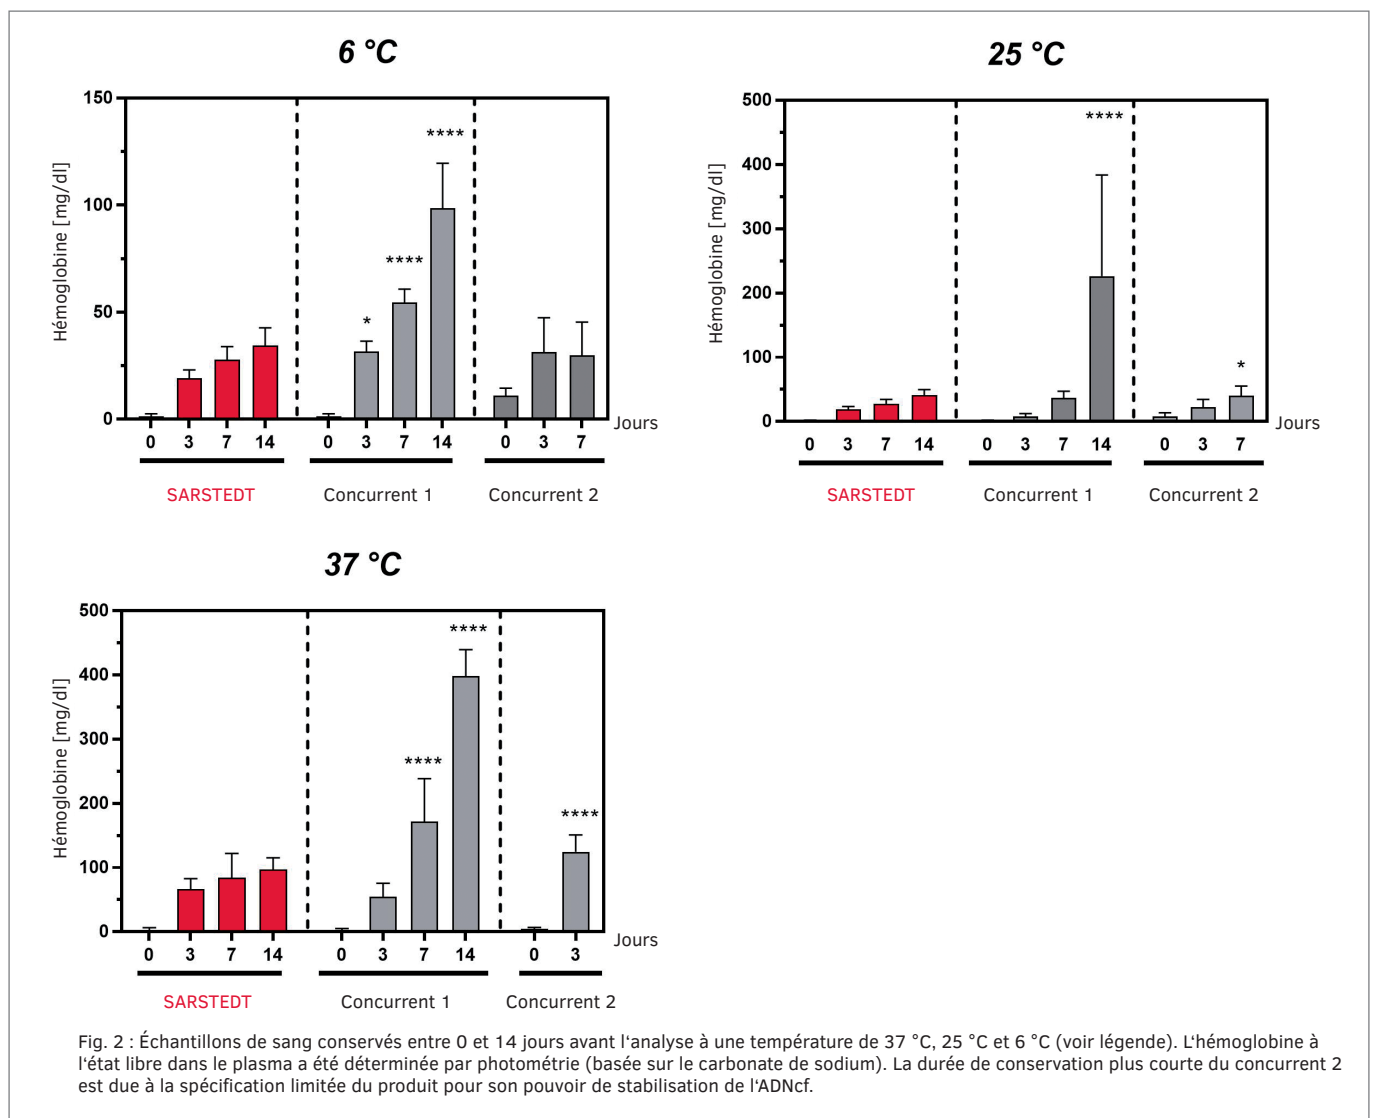 6 °C
150
100
50
0
Hémoglobine [mg/dl]
*
****
****
0 3 7 14 0 3 7 14 0 3 7
Jours
SARSTEDT Concurrent 1 Concurrent 2
25 °C
500
400
300
200
100
0
Hémoglobine [mg/dl]
****
*
0 3 7 14 0 3 7 14 0 3 7
Jours
SARSTEDT Concurrent 1 Concurrent 2
37 °C
500
400
300
200
100
0
Hémoglobine [mg/dl]
****
****
****
0 3 7 14 0 3 7 14 0 3
Jours
SARSTEDT Concurrent 1 Concurrent 2
Fig. 2 : Échantillons de sang conservés entre 0 et 14 jours avant l‘analyse à une température de 37 °C, 25 °C et 6 °C (voir légende). L‘hémoglobine à
l‘état libre dans le plasma a été déterminée par photométrie (basée sur le carbonate de sodium). La durée de conservation plus courte du concurrent 2
est due à la spécification limitée du produit pour son pouvoir de stabilisation de l‘ADNcf.